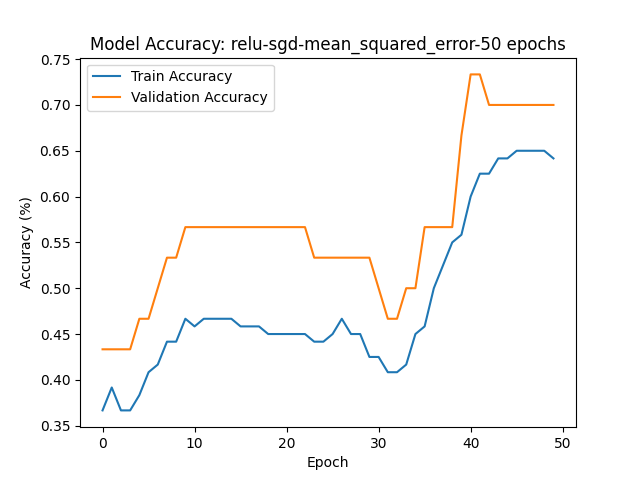 Model Accuracy: relu-sgd-mean_squared_error-50 epochs
Train Accuracy
Validation Accuracy
Accuracy (%)
0.75
0.70
0.65
0.60
0.55
0.50
0.45
0.40
0.35
0 10 20 30 40 50
Epoch